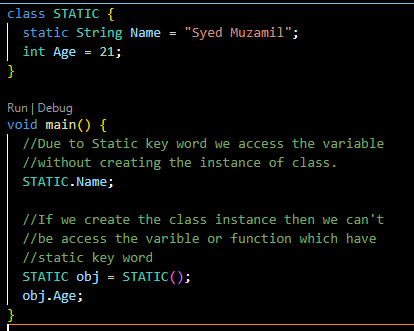 class STATIC {
  static String Name = "Syed Muzamil";
  int Age = 21;
}
Run | Debug
void main() {
  //Due to Static key word we access the variable
  //without creating the instance of class.
  STATIC.Name;

  //If we create the class instance then we can't
  //be access the varible or function which have
  //static key word
  STATIC obj = STATIC();
  obj.Age;
}